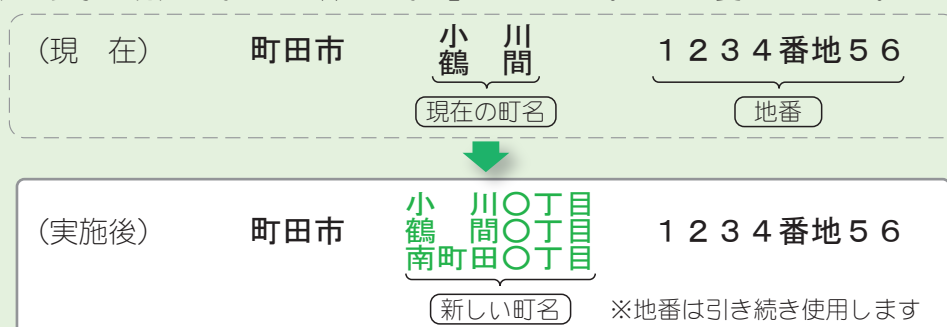 （現　在）　町田市　小　川　１２３４番地５６
鶴　間
現在の町名　地番
（実施後）　町田市　小　川〇丁目　１２３４番地５６
鶴　間〇丁目
南町田〇丁目
新しい町名　※地番は引き続き使用します